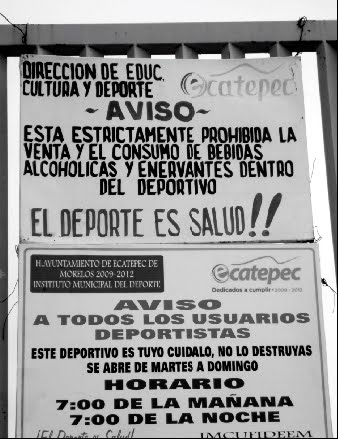 DIRECCION DE EDUC.
CULTURA Y DEPORTE
ecatepec
~AVISO~
ESTA ESTRICTAMENTE PROHIBIDA LA
VENTA Y EL CONSUMO DE BEBIDAS
ALCOHOLICAS Y ENERVANTES DENTRO
DEL DEPORTIVO
EL DEPORTE ES SALUD!!
H.AYUNTAMIENTO DE ECATEPEC DE
MORELOS 2009-2012
INSTITUTO MUNICIPAL DEL DEPORTE
ecatepec
Dedicados a cumplir
AVISO
A TODOS LOS USUARIOS
DEPORTISTAS
ESTE DEPORTIVO ES TUYO CUIDALO, NO LO DESTRUYAS
SE ABRE DE MARTES A DOMINGO
HORARIO
7:00 DE LA MAÑANA
7:00 DE LA NOCHE
¡El Deporte es Salud!
IMCUFIDEEM